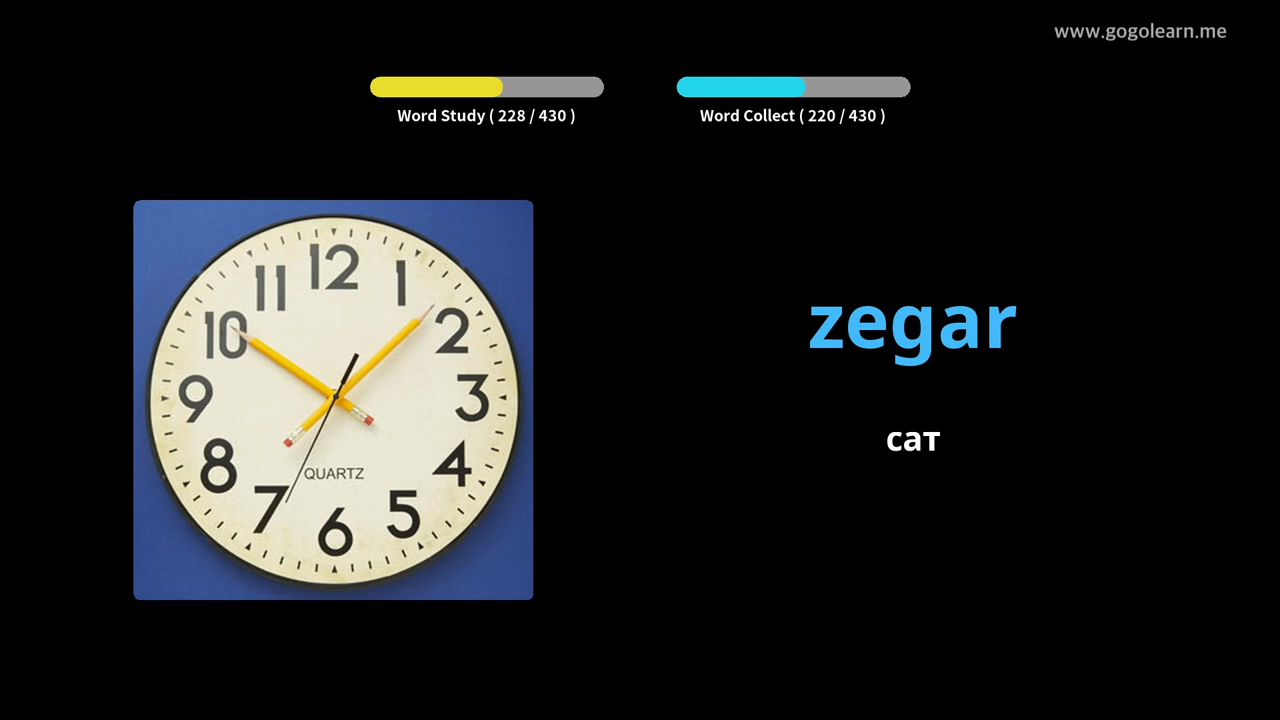 www.gogolearn.me
Word Study ( 228 / 430 )
Word Collect ( 220 / 430 )
12
11
1
10
2
9
3
8
4
7
5
6
QUARTZ
zegar
сат